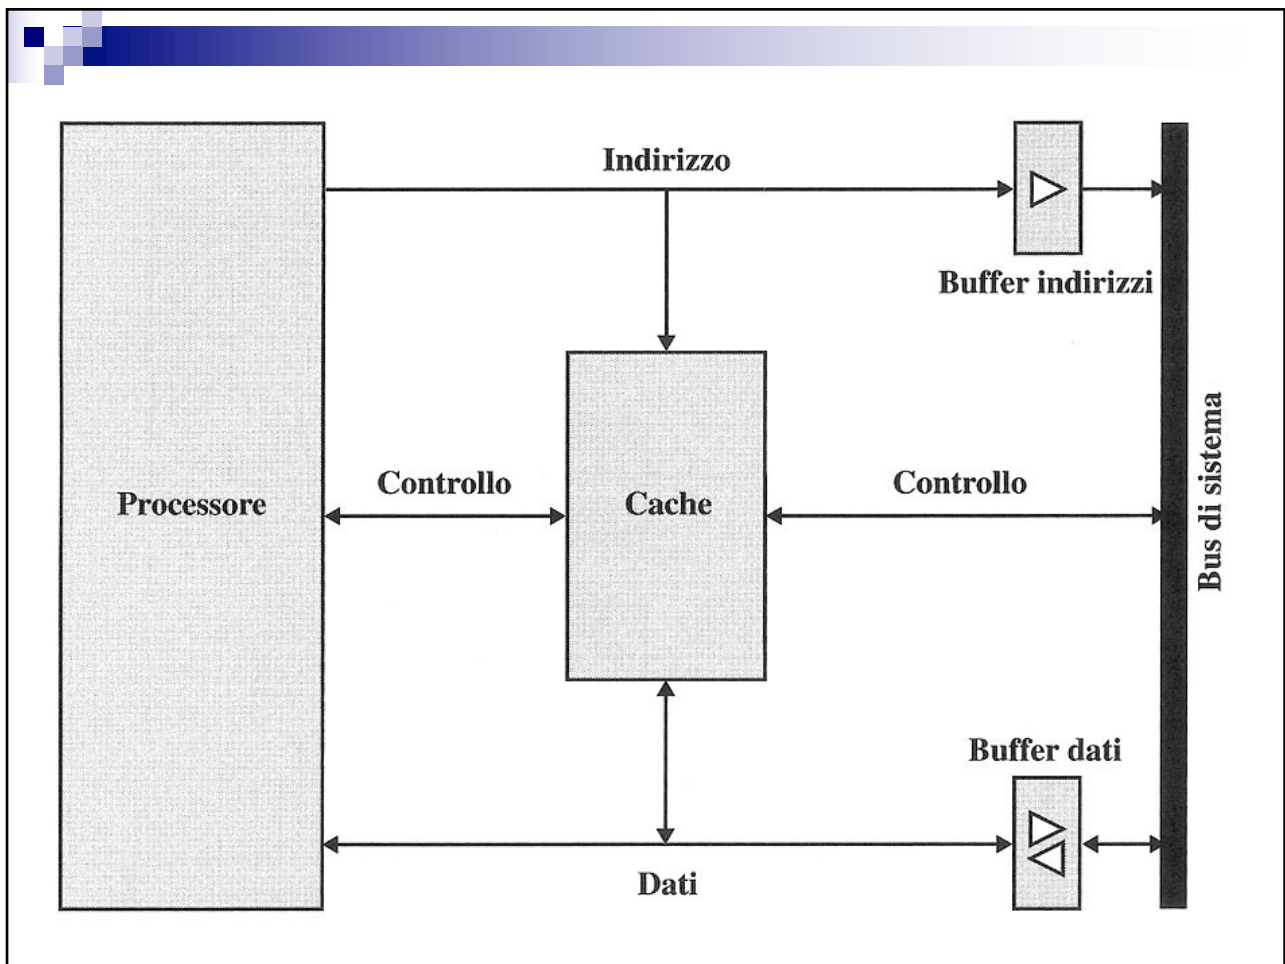 Indirizzo
Buffer indirizzi
Processore
Controllo
Cache
Controllo
Bus di sistema
Buffer dati
Dati